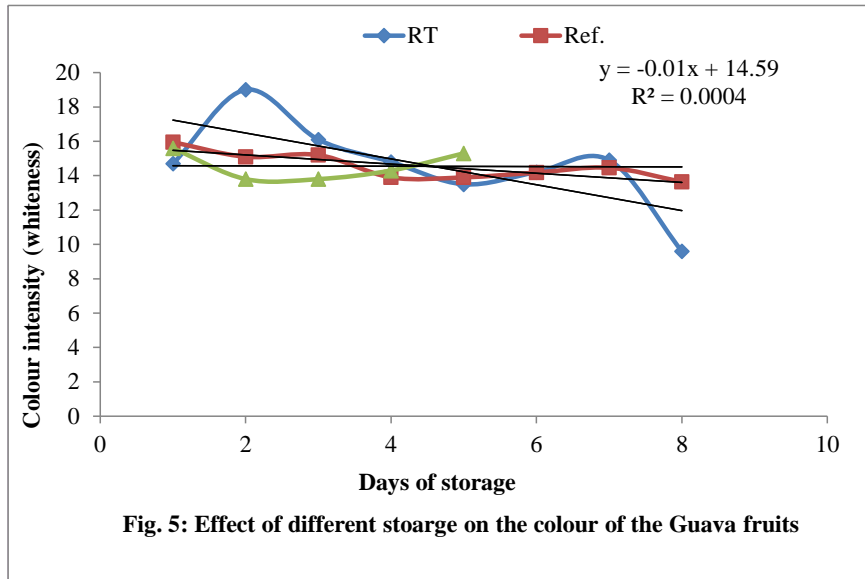 RT Ref.
y = -0.01x + 14.59
R² = 0.0004
20
18
16
14
12
10
8
6
4
2
0
Colour intensity (whiteness)
0 2 4 6 8 10
Days of storage
Fig. 5: Effect of different stoarge on the colour of the Guava fruits